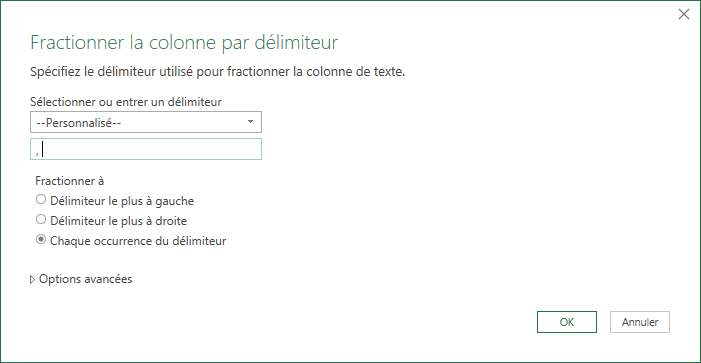 Fractionner la colonne par délimiteur
Spécifiez le délimiteur utilisé pour fractionner la colonne de texte.
Sélectionner ou entrer un délimiteur
--Personnalisé--
,
Fractionner à
Délimiteur le plus à gauche
Délimiteur le plus à droite
Chaque occurrence du délimiteur
Options avancées
OK Annuler